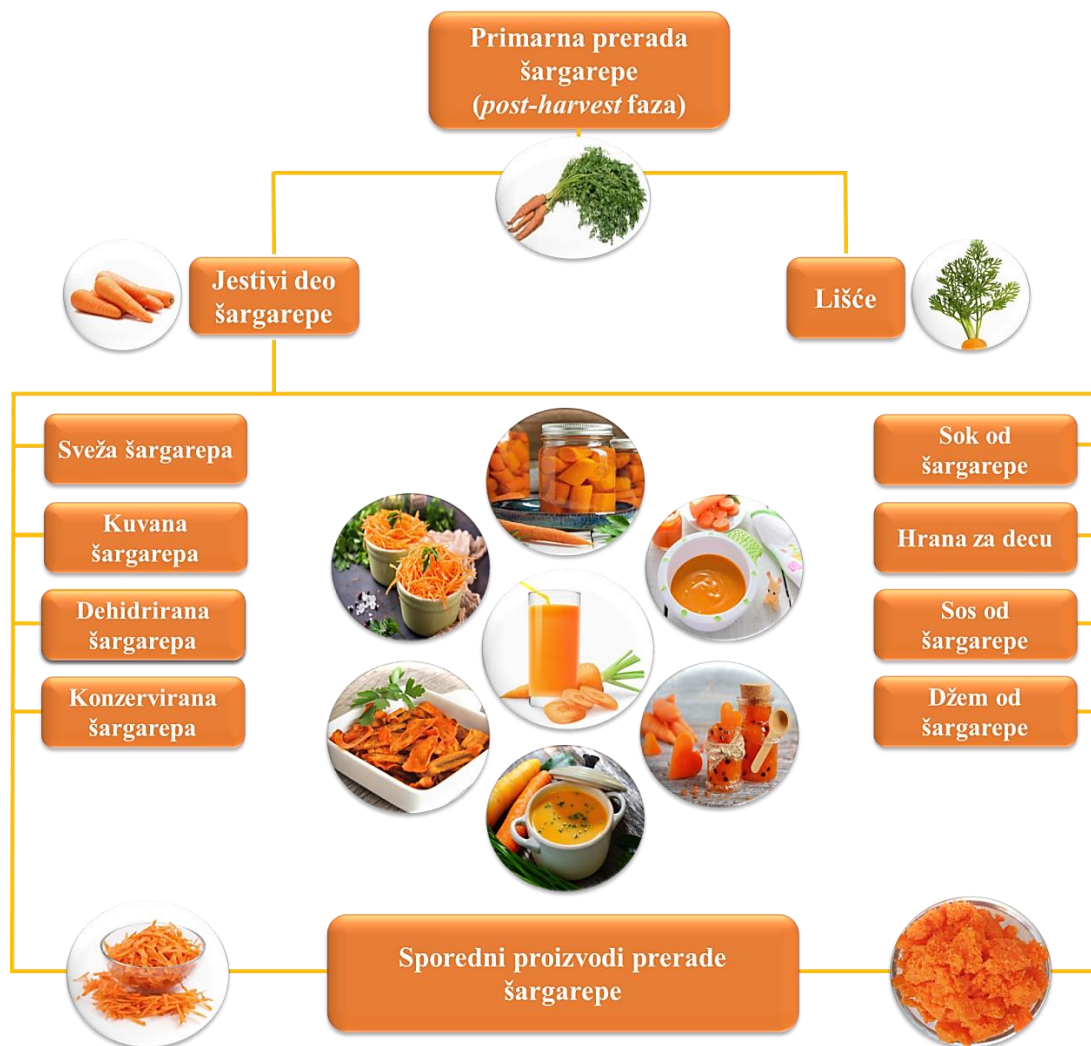 Primarna prerada
šargarepe
(post-harvest faza)
Jestivi deo
šargarepe
Lišće
Sveža šargarepa
Kuvana
šargarepa
Dehidrirana
šargarepa
Konzervirana
šargarepa
Sok od
šargarepe
Hrana za decu
Sos od
šargarepe
Džem od
šargarepe
Sporedni proizvodi prerade
šargarepe